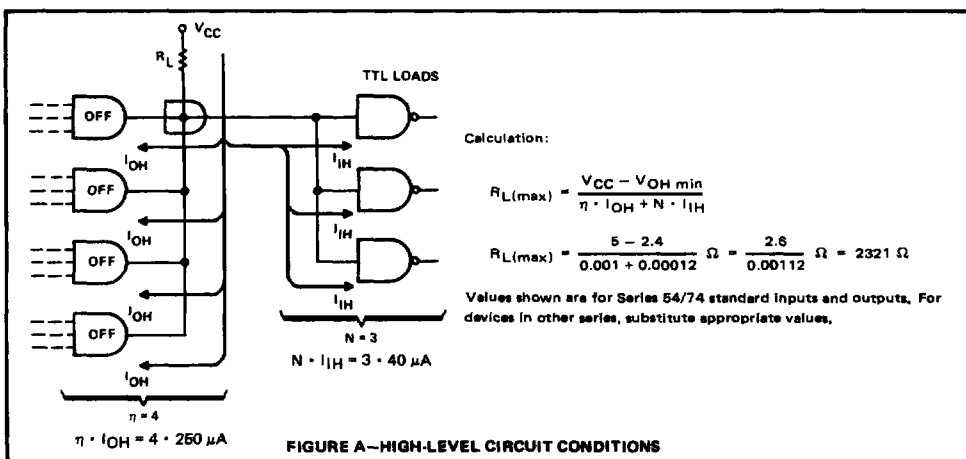 VCC
RL
TTL LOADS
OFF
IOH
IIH
OFF
IOH
IIH
OFF
IOH
IIH
OFF
IOH
η = 4
η · IOH = 4 · 250 µA
N = 3
N · IIH = 3 · 40 µA
Calculation:
RL(max) = VCC − VOH min / η · IOH + N · IIH
RL(max) = 5 − 2.4 / 0.001 + 0.00012 Ω = 2.6 / 0.00112 Ω = 2321 Ω
Values shown are for Series 54/74 standard inputs and outputs. For
devices in other series, substitute appropriate values.
FIGURE A—HIGH-LEVEL CIRCUIT CONDITIONS